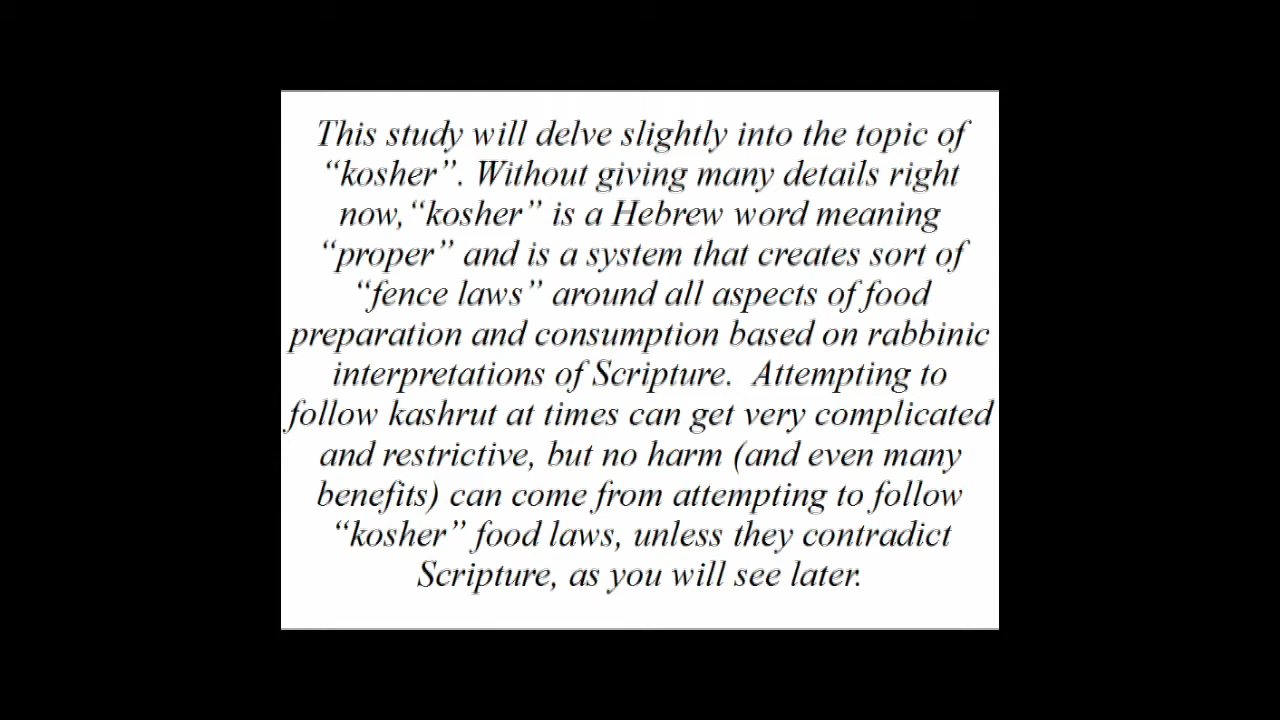 This study will delve slightly into the topic of
“kosher”. Without giving many details right
now,“kosher” is a Hebrew word meaning
“proper” and is a system that creates sort of
“fence laws” around all aspects of food
preparation and consumption based on rabbinic
interpretations of Scripture.  Attempting to
follow kashrut at times can get very complicated
and restrictive, but no harm (and even many
benefits) can come from attempting to follow
“kosher” food laws, unless they contradict
Scripture, as you will see later.